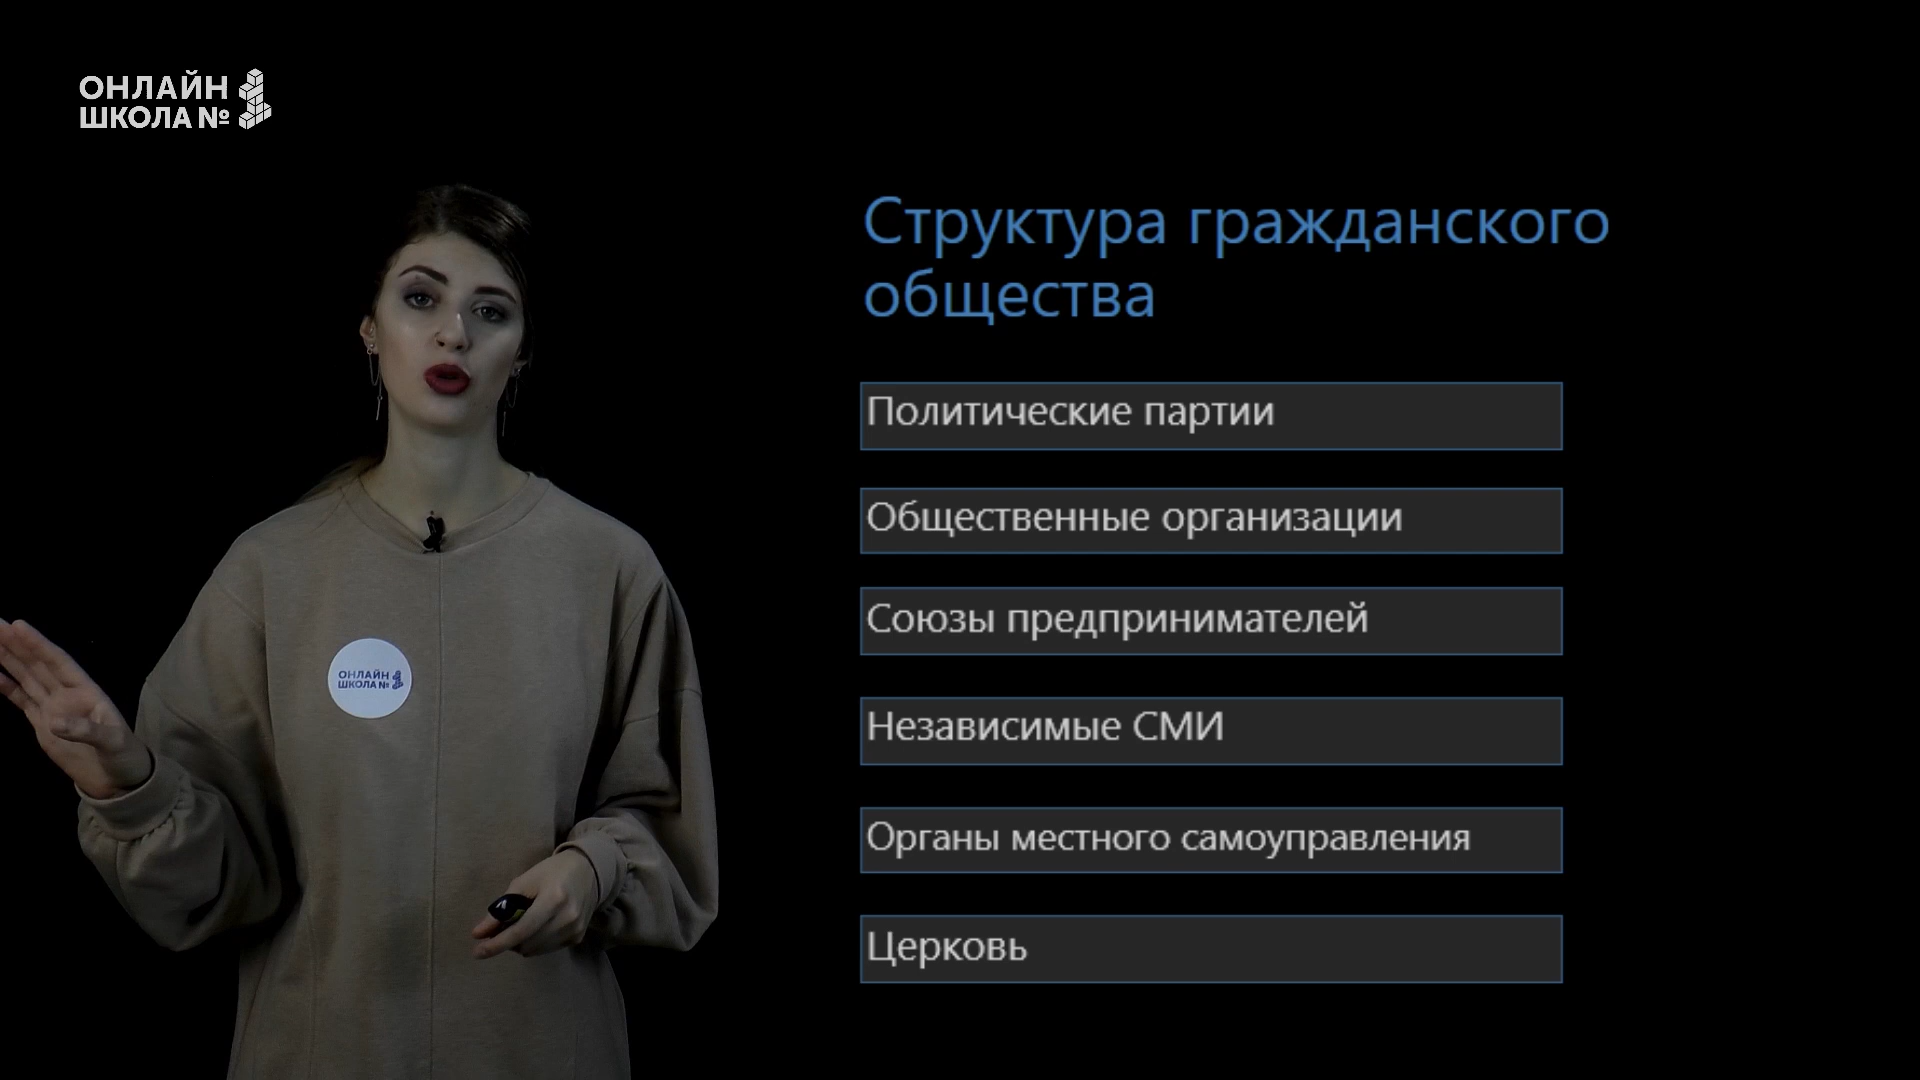 ОНЛАЙН
ШКОЛА №
Структура гражданского
общества
Политические партии
Общественные организации
Союзы предпринимателей
Независимые СМИ
Органы местного самоуправления
Церковь
ОНЛАЙН
ШКОЛА №